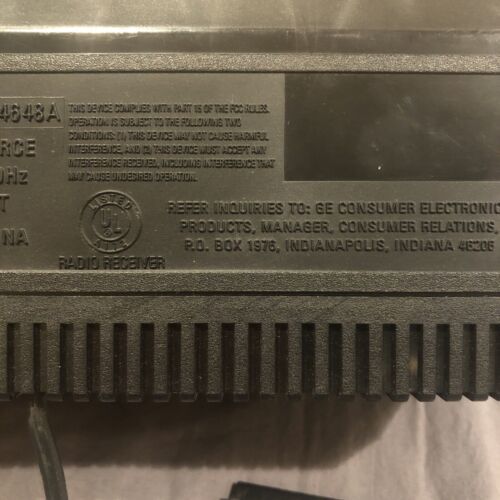 4648A
THIS DEVICE COMPLIES WITH PART 15 OF THE FCC RULES.
OPERATION IS SUBJECT TO THE FOLLOWING TWO
CONDITIONS: (1) THIS DEVICE MAY NOT CAUSE HARMFUL
INTERFERENCE, AND (2) THIS DEVICE MUST ACCEPT ANY
INTERFERENCE RECEIVED, INCLUDING INTERFERENCE THAT
MAY CAUSE UNDESIRED OPERATION.
RCE
0Hz
T
NA
LISTED
UL
RADIO RECEIVER
REFER INQUIRIES TO: GE CONSUMER ELECTRONIC
PRODUCTS, MANAGER, CONSUMER RELATIONS,
P.O. BOX 1976, INDIANAPOLIS, INDIANA 46206